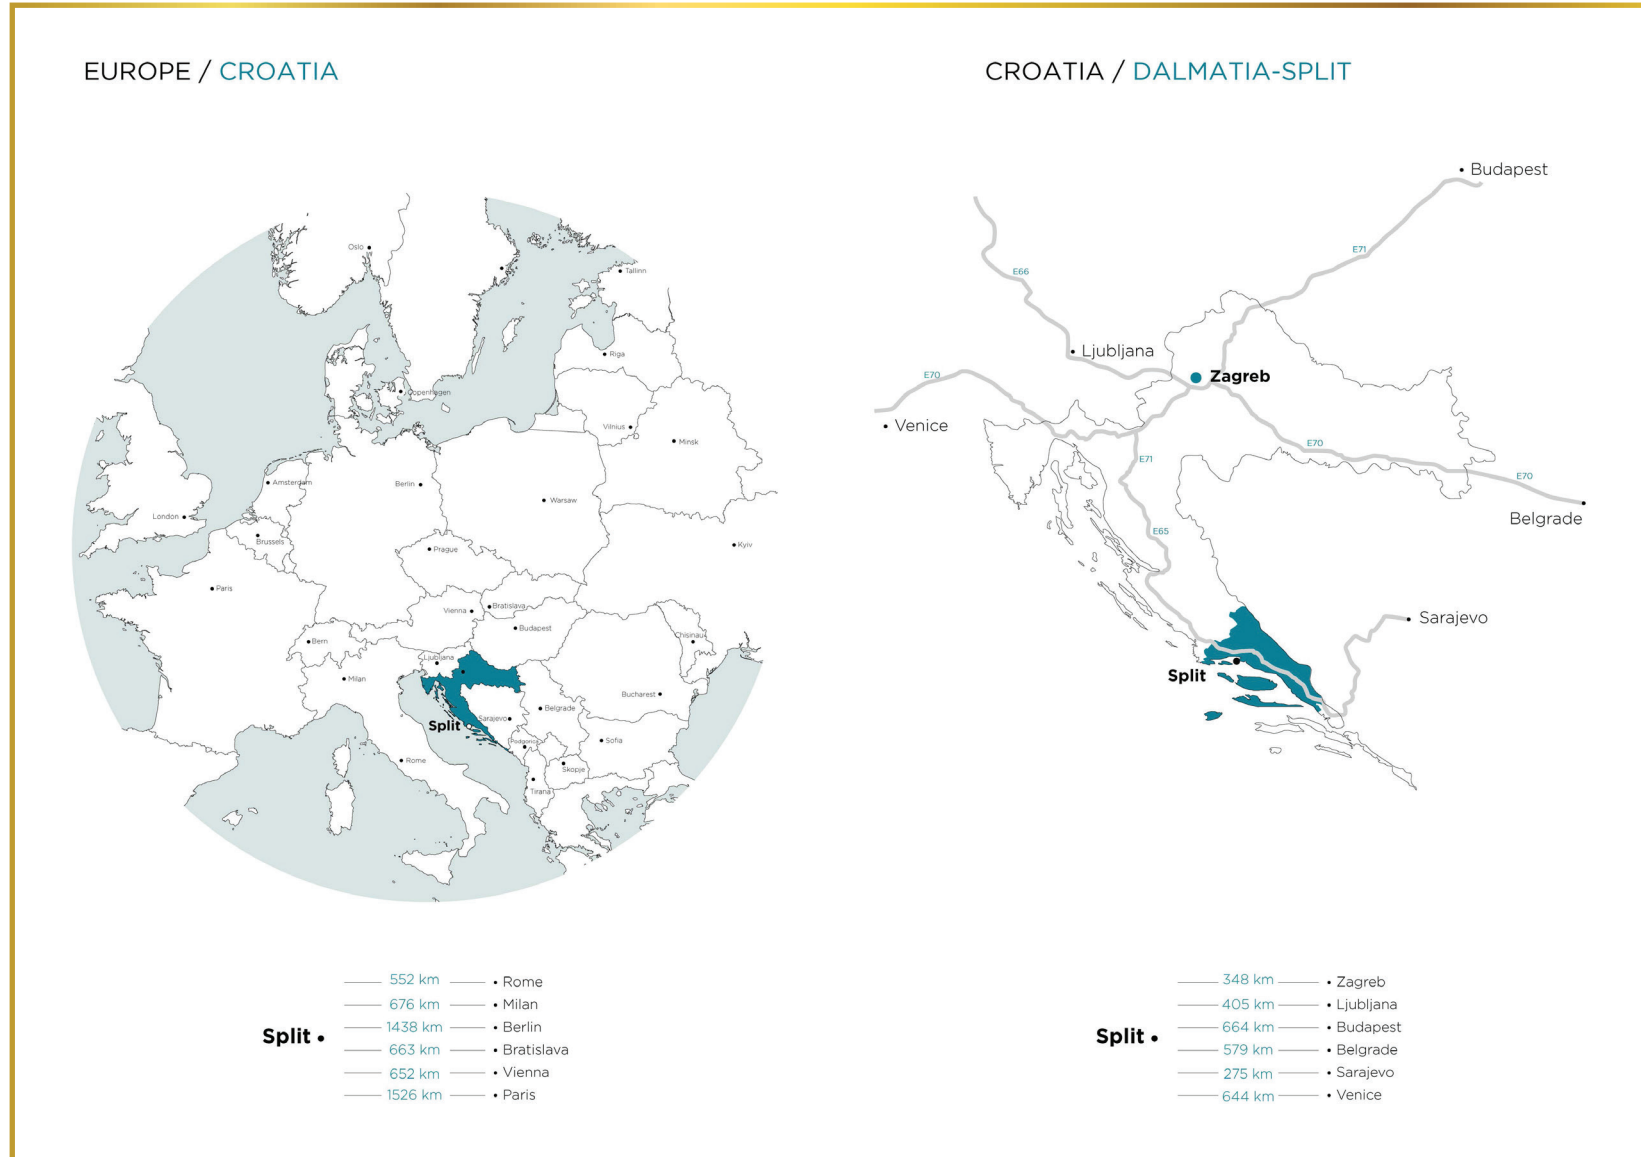 EUROPE / CROATIA
Oslo
Tallinn
Riga
Copenhagen
Vilnius
Minsk
Amsterdam
Berlin
Warsaw
London
Brussels
Prague
Kyiv
Paris
Vienna
Bratislava
Budapest
Bern
Chisinau
Ljubljana
Milan
Bucharest
Belgrade
Split
Sarajevo
Podgorica
Sofia
Rome
Skopje
Tirana
Split
552 km Rome
676 km Milan
1438 km Berlin
663 km Bratislava
652 km Vienna
1526 km Paris
CROATIA / DALMATIA-SPLIT
Budapest
E71
E66
Ljubljana
E70
Zagreb
Venice
E70
E71
E70
Belgrade
E65
Sarajevo
Split
Split
348 km Zagreb
405 km Ljubljana
664 km Budapest
579 km Belgrade
275 km Sarajevo
644 km Venice